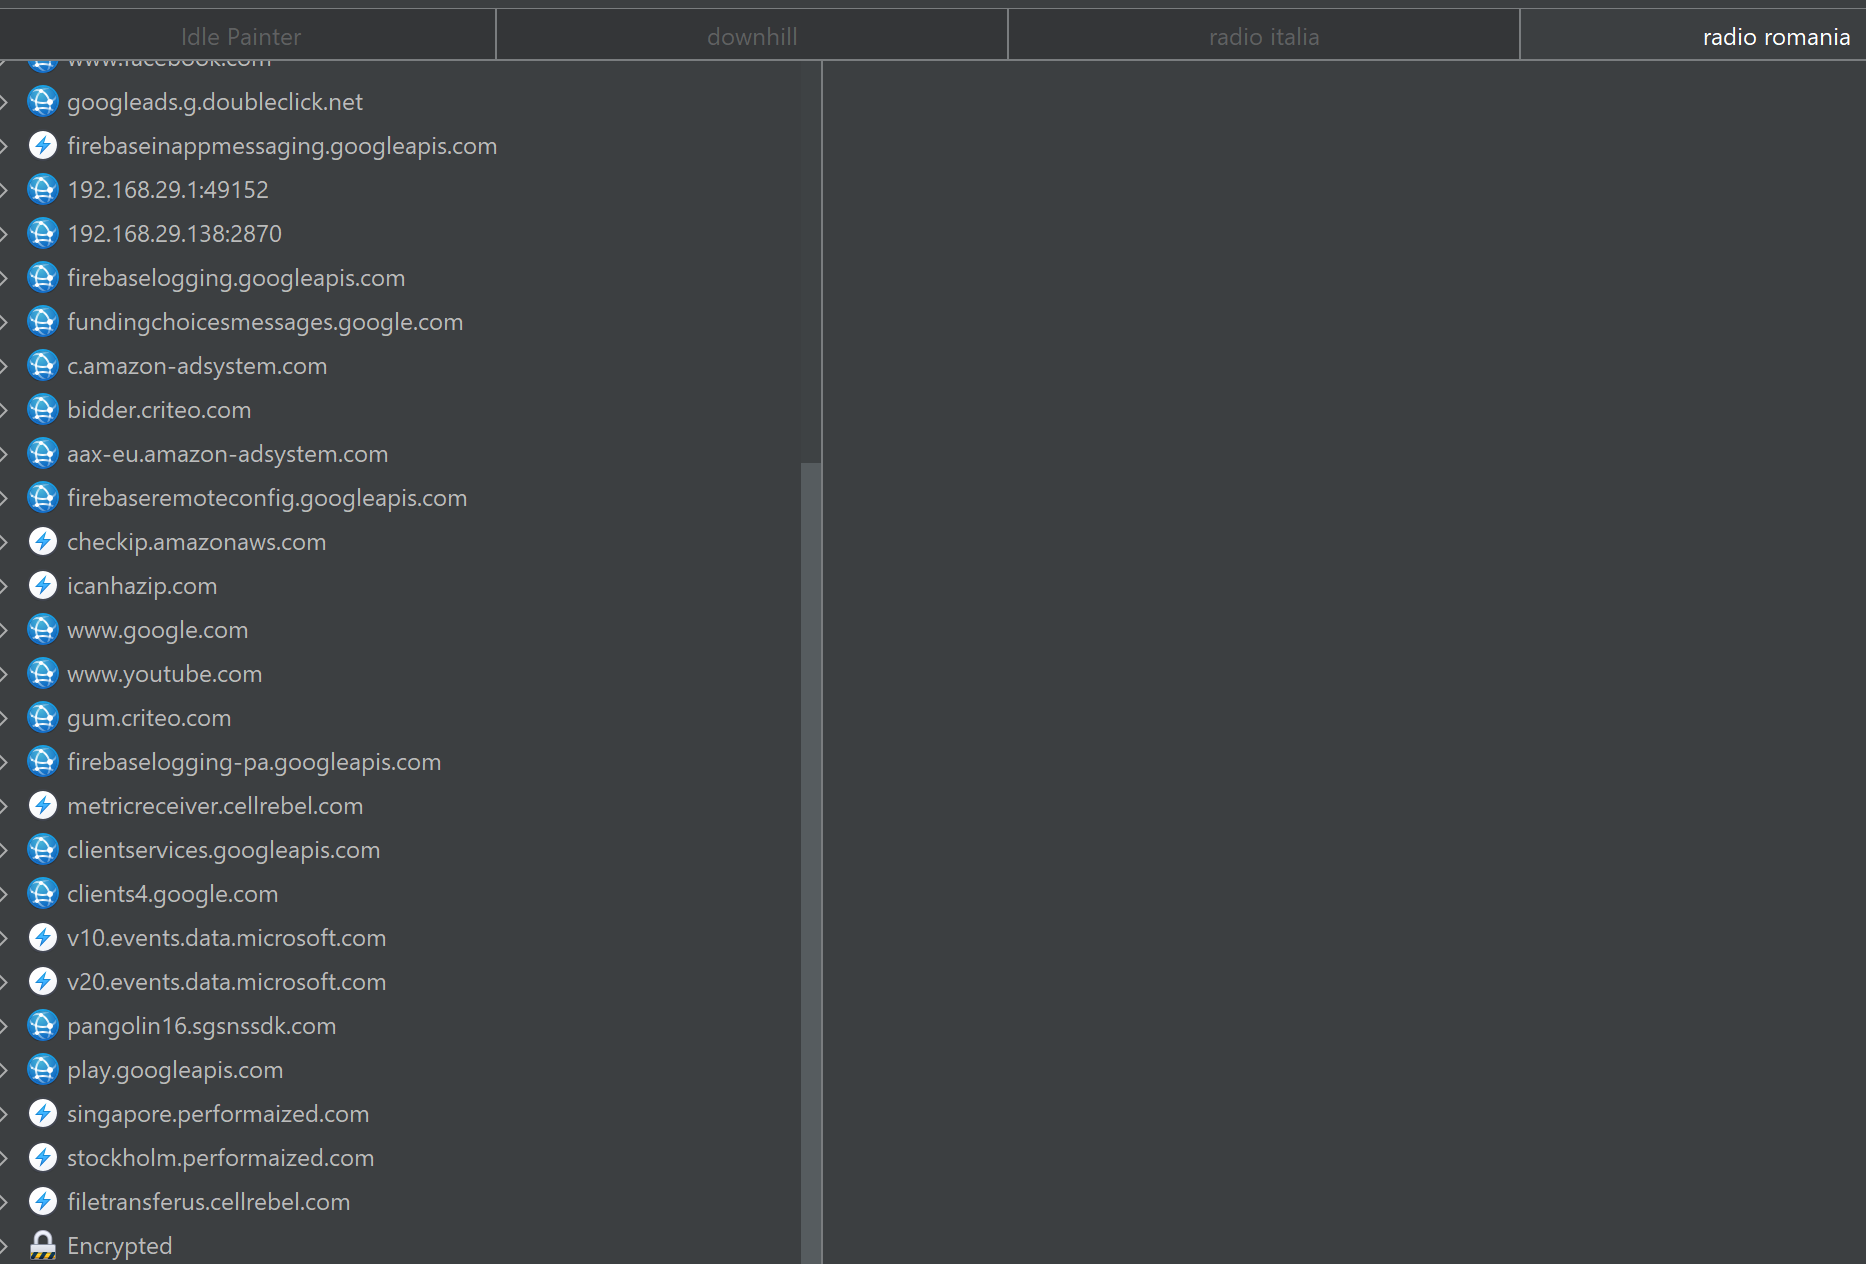 Idle Painter
downhill
radio italia
radio romania
www.facebook.com
googleads.g.doubleclick.net
firebaseinappmessaging.googleapis.com
192.168.29.1:49152
192.168.29.138:2870
firebaselogging.googleapis.com
fundingchoicesmessages.google.com
c.amazon-adsystem.com
bidder.criteo.com
aax-eu.amazon-adsystem.com
firebaseremoteconfig.googleapis.com
checkip.amazonaws.com
icanhazip.com
www.google.com
www.youtube.com
gum.criteo.com
firebaselogging-pa.googleapis.com
metricreceiver.cellrebel.com
clientservices.googleapis.com
clients4.google.com
v10.events.data.microsoft.com
v20.events.data.microsoft.com
pangolin16.sgsnssdk.com
play.googleapis.com
singapore.performaized.com
stockholm.performaized.com
filetransferus.cellrebel.com
Encrypted